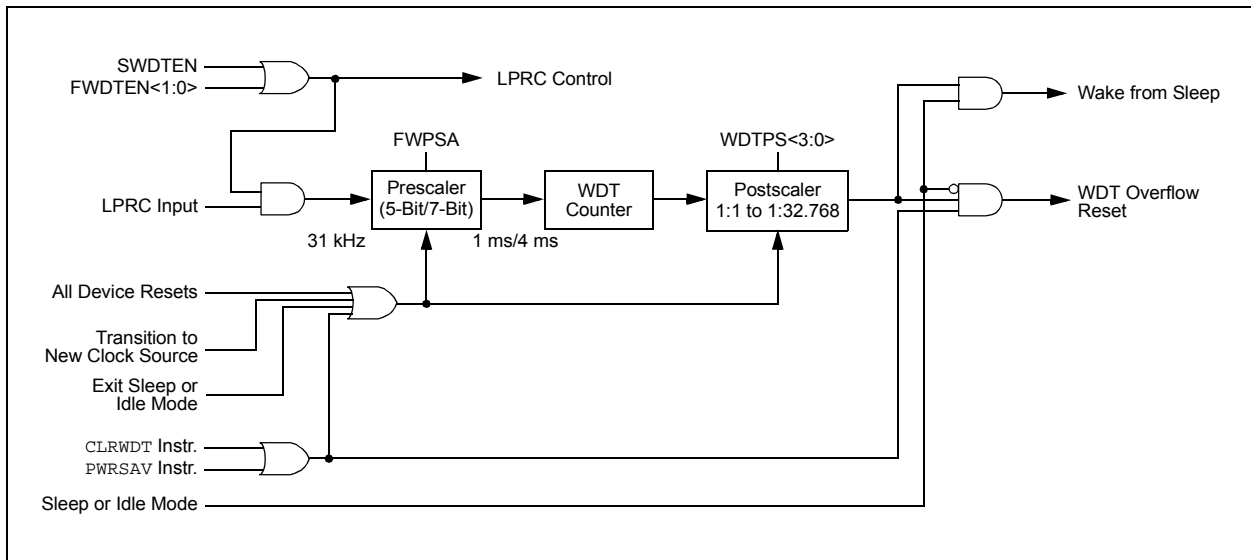 SWDTEN
FWDTEN<1:0>
LPRC Control
Wake from Sleep
FWPSA
WDTPS<3:0>
LPRC Input
Prescaler
(5-Bit/7-Bit)
WDT
Counter
Postscaler
1:1 to 1:32.768
WDT Overflow
Reset
31 kHz
1 ms/4 ms
All Device Resets
Transition to
New Clock Source
Exit Sleep or
Idle Mode
CLRWDT Instr.
PWRSAV Instr.
Sleep or Idle Mode